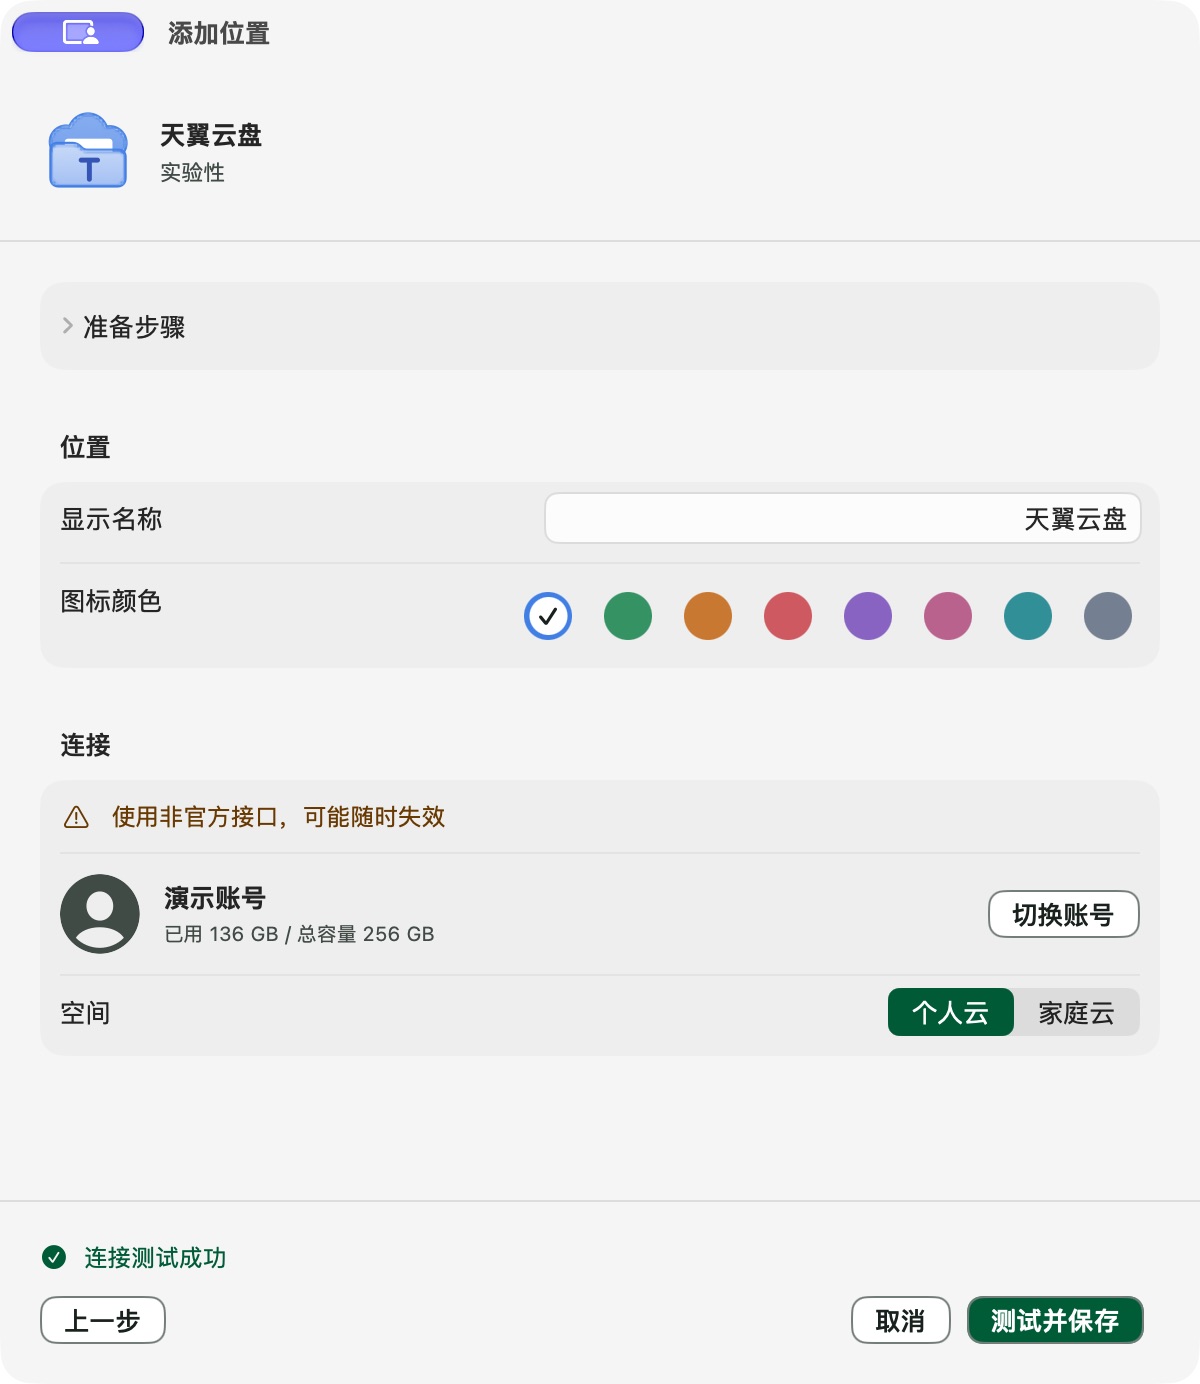 添加位置
天翼云盘
实验性
准备步骤
位置
显示名称
天翼云盘
图标颜色
连接
使用非官方接口，可能随时失效
演示账号
已用 136 GB / 总容量 256 GB
切换账号
空间
个人云
家庭云
连接测试成功
上一步
取消
测试并保存